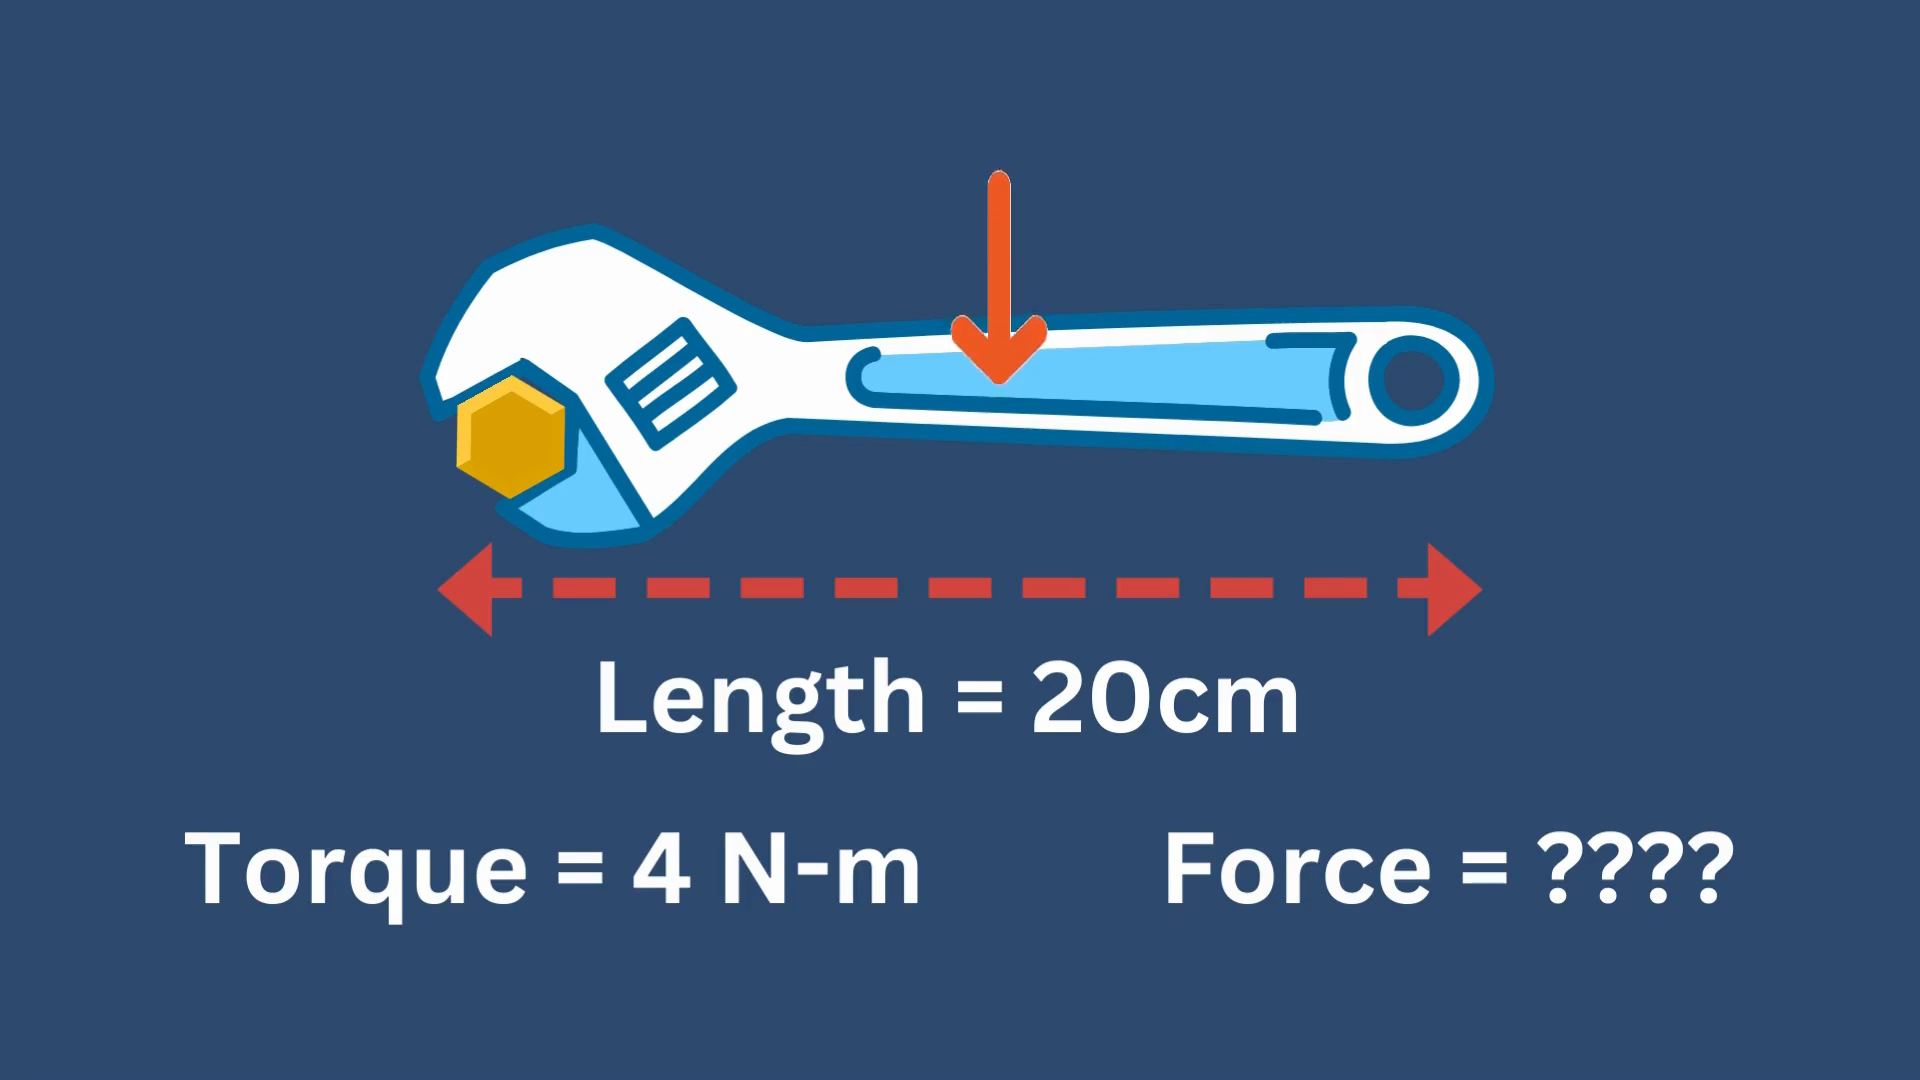 Length = 20cm
Torque = 4 N-m
Force = ????